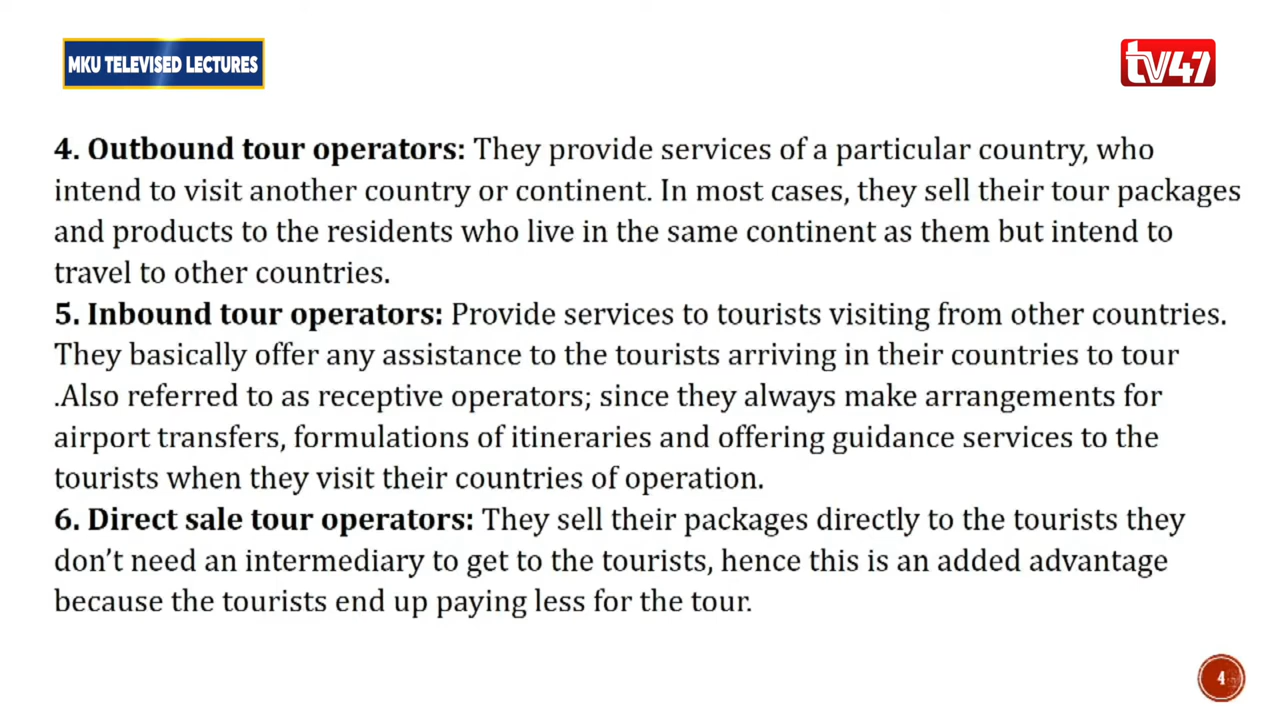 MKU TELEVISED LECTURES
tv47
4. Outbound tour operators: They provide services of a particular country, who
intend to visit another country or continent. In most cases, they sell their tour packages
and products to the residents who live in the same continent as them but intend to
travel to other countries.
5. Inbound tour operators: Provide services to tourists visiting from other countries.
They basically offer any assistance to the tourists arriving in their countries to tour
.Also referred to as receptive operators; since they always make arrangements for
airport transfers, formulations of itineraries and offering guidance services to the
tourists when they visit their countries of operation.
6. Direct sale tour operators: They sell their packages directly to the tourists they
don’t need an intermediary to get to the tourists, hence this is an added advantage
because the tourists end up paying less for the tour.
4